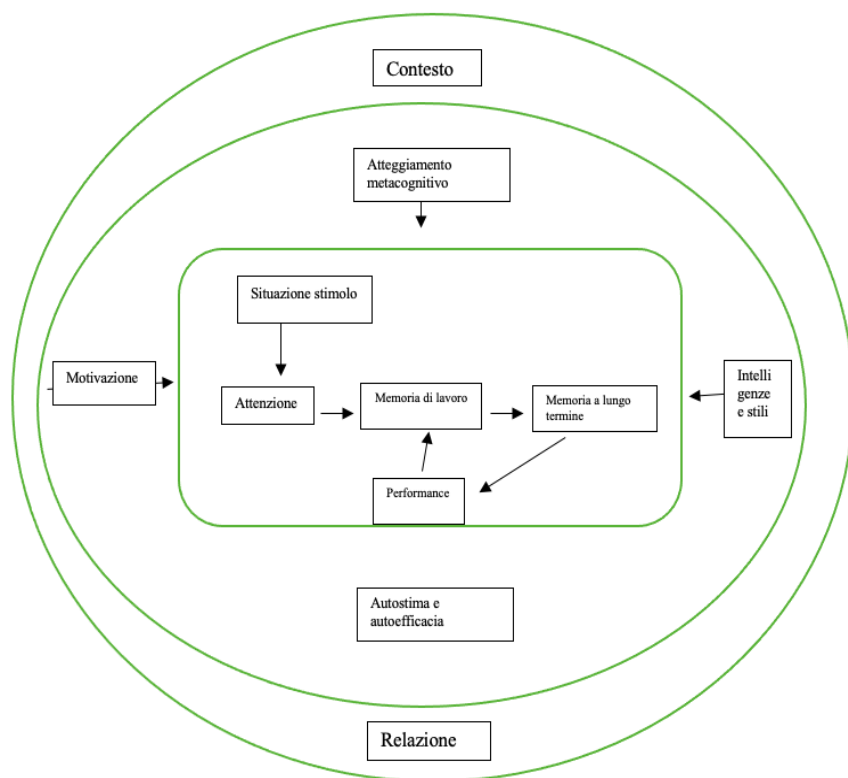 Contesto
Atteggiamento
metacognitivo
Situazione stimolo
Motivazione
Intelli
genze
e stili
Attenzione
Memoria di lavoro
Memoria a lungo
termine
Performance
Autostima e
autoefficacia
Relazione